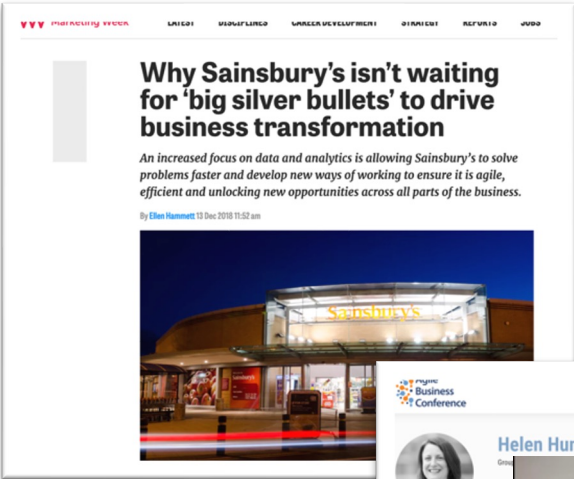 Marketing Week LATEST DISCIPLINES CAREER DEVELOPMENT STRATEGY REPORTS JOBS
Why Sainsbury's isn't waiting
for ‘big silver bullets’ to drive
business transformation
An increased focus on data and analytics is allowing Sainsbury's to solve
problems faster and develop new ways of working to ensure it is agile,
efficient and unlocking new opportunities across all parts of the business.
By Ellen Hammett 13 Dec 2018 11:52 am
Sainsbury's
Sainsbury's
Agile
Business
Conference
Helen Hun
Group